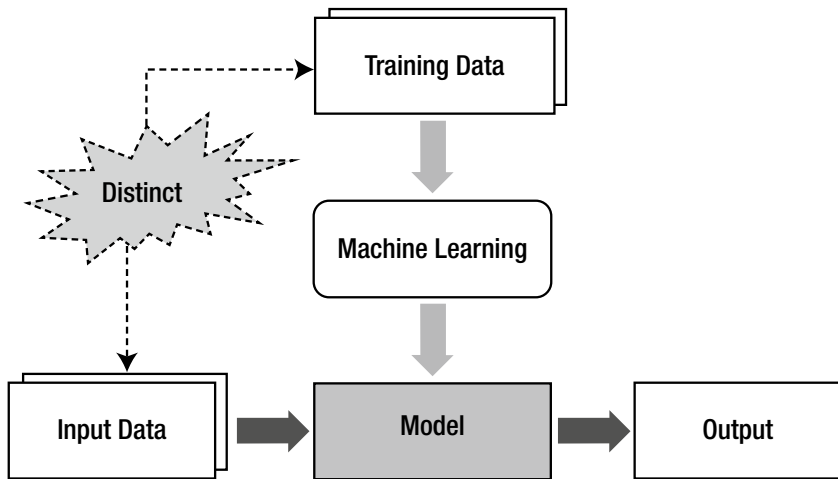 Training Data
Distinct
Machine Learning
Input Data
Model
Output